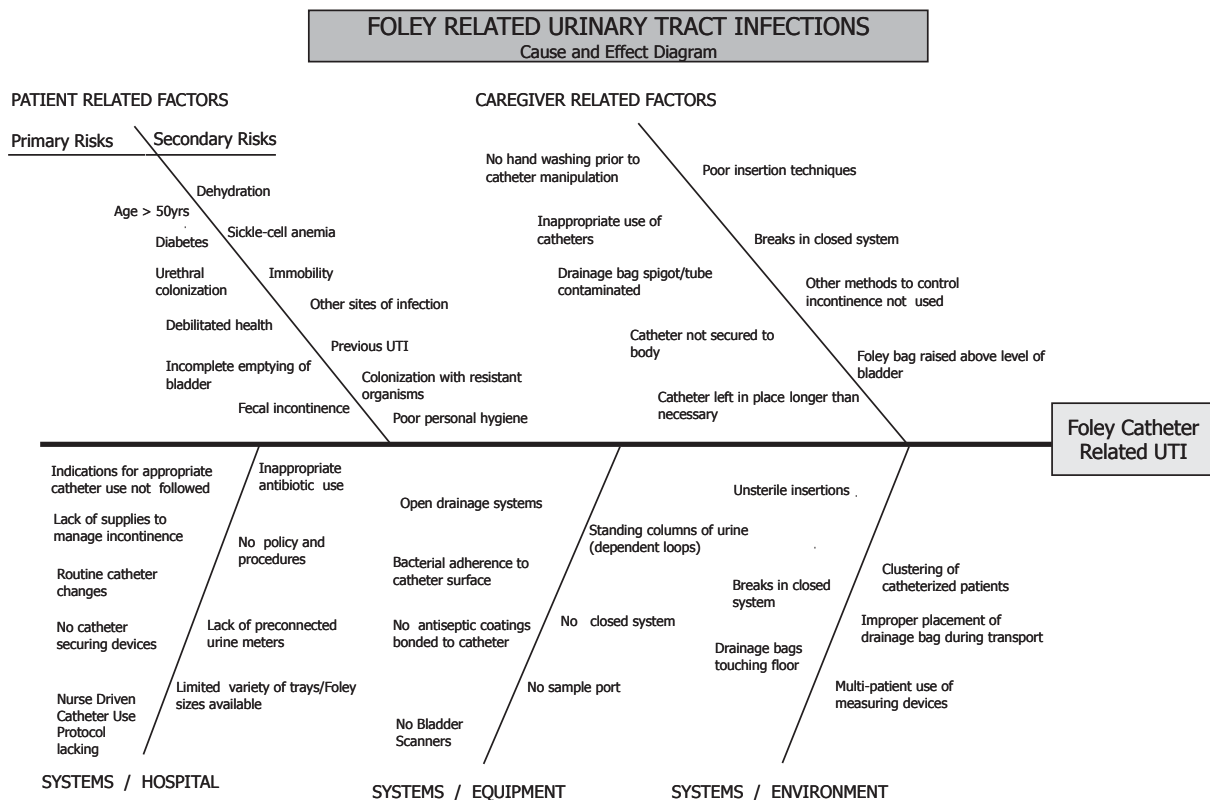 FOLEY RELATED URINARY TRACT INFECTIONS
Cause and Effect Diagram
PATIENT RELATED FACTORS
Primary Risks
Secondary Risks
Dehydration
Age > 50yrs
Sickle-cell anemia
Diabetes
Urethral
colonization
Immobility
Other sites of infection
Debilitated health
Previous UTI
Incomplete emptying of
bladder
Colonization with resistant
organisms
Fecal incontinence
Poor personal hygiene
CAREGIVER RELATED FACTORS
No hand washing prior to
catheter manipulation
Poor insertion techniques
Inappropriate use of
catheters
Breaks in closed system
Drainage bag spigot/tube
contaminated
Other methods to control
incontinence not used
Catheter not secured to
body
Foley bag raised above level of
bladder
Catheter left in place longer than
necessary
Foley Catheter
Related UTI
Indications for appropriate
catheter use not followed
Inappropriate
antibiotic use
Lack of supplies to
manage incontinence
No policy and
procedures
Routine catheter
changes
No catheter
securing devices
Lack of preconnected
urine meters
Nurse Driven
Catheter Use
Protocol
lacking
Limited variety of trays/Foley
sizes available
SYSTEMS / HOSPITAL
Open drainage systems
Standing columns of urine
(dependent loops)
Bacterial adherence to
catheter surface
No antiseptic coatings
bonded to catheter
No closed system
No sample port
No Bladder
Scanners
SYSTEMS / EQUIPMENT
Unsterile insertions
Clustering of
catheterized patients
Breaks in closed
system
Improper placement of
drainage bag during transport
Drainage bags
touching floor
Multi-patient use of
measuring devices
SYSTEMS / ENVIRONMENT